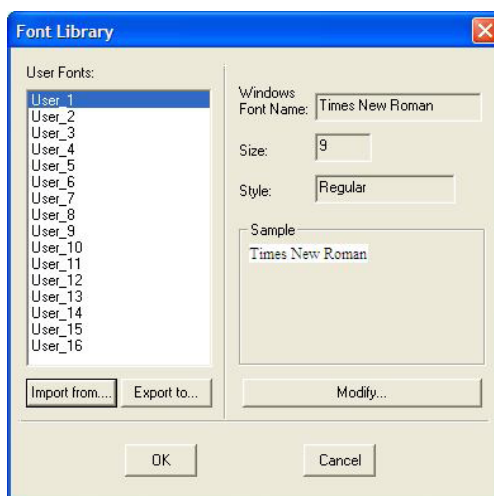 Font Library
User Fonts:
User_1
User_2
User_3
User_4
User_5
User_6
User_7
User_8
User_9
User_10
User_11
User_12
User_13
User_14
User_15
User_16
Import from....
Export to...
Windows
Font Name: Times New Roman
Size: 9
Style: Regular
Sample
Times New Roman
Modify...
OK
Cancel